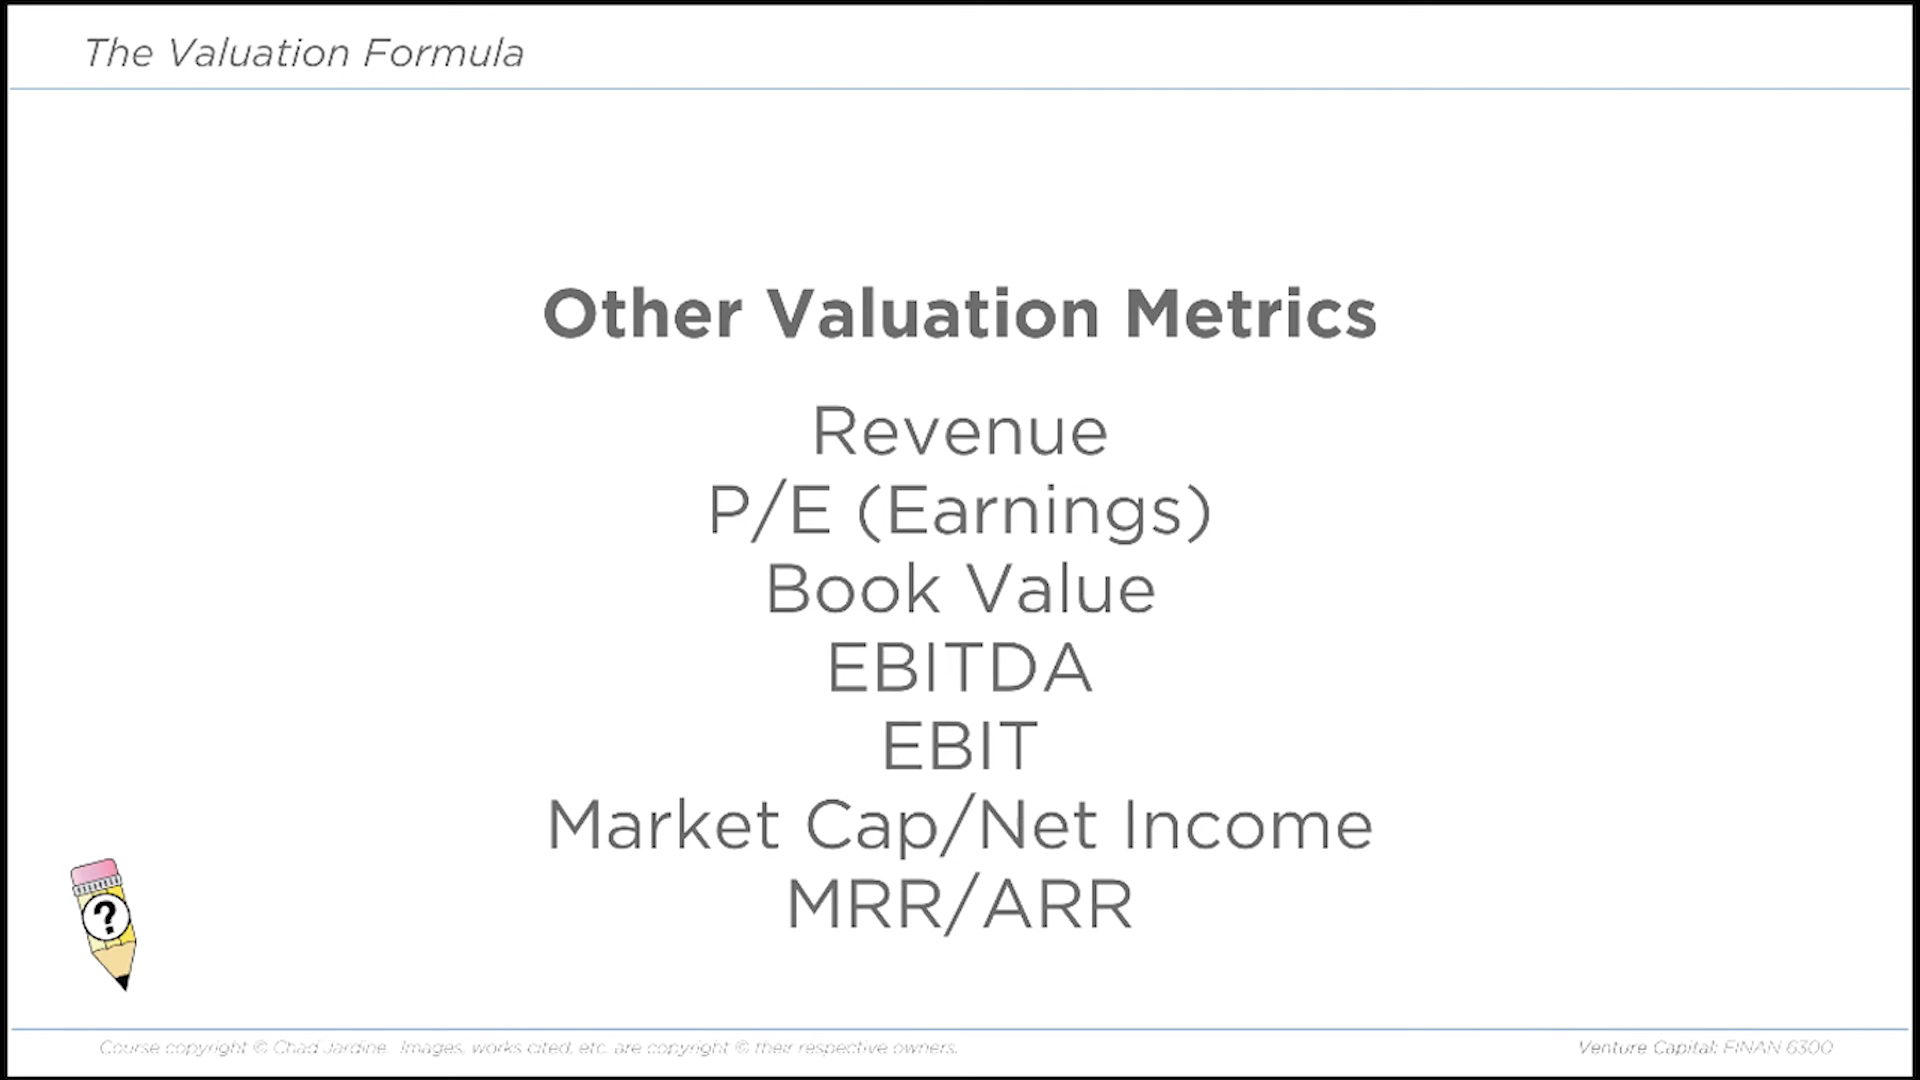 The Valuation Formula
Other Valuation Metrics
Revenue
P/E (Earnings)
Book Value
EBITDA
EBIT
Market Cap/Net Income
MRR/ARR
?
Course copyright © Chad Jardine. Images, works cited, etc. are copyright © their respective owners.
Venture Capital: FINAN 6300